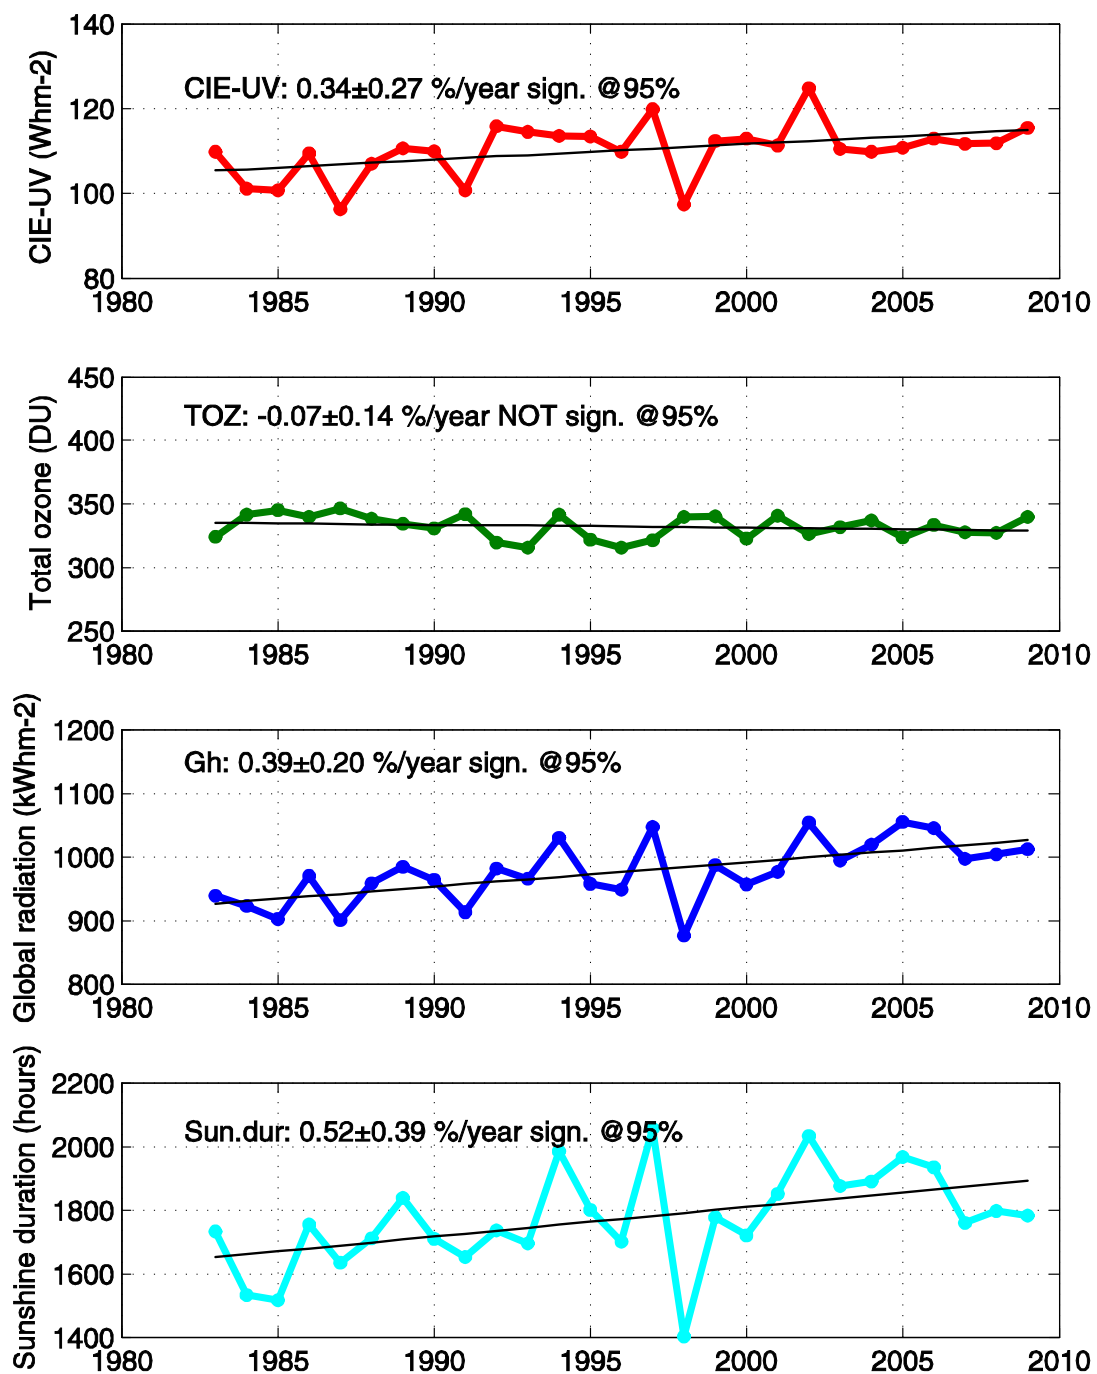 CIE-UV (Whm-2)
140
120
100
80
CIE-UV: 0.34±0.27 %/year sign. @95%
1980 1985 1990 1995 2000 2005 2010
Total ozone (DU)
450
400
350
300
250
TOZ: -0.07±0.14 %/year NOT sign. @95%
1980 1985 1990 1995 2000 2005 2010
Global radiation (kWhm-2)
1200
1100
1000
900
800
Gh: 0.39±0.20 %/year sign. @95%
1980 1985 1990 1995 2000 2005 2010
Sunshine duration (hours)
2200
2000
1800
1600
1400
Sun.dur: 0.52±0.39 %/year sign. @95%
1980 1985 1990 1995 2000 2005 2010